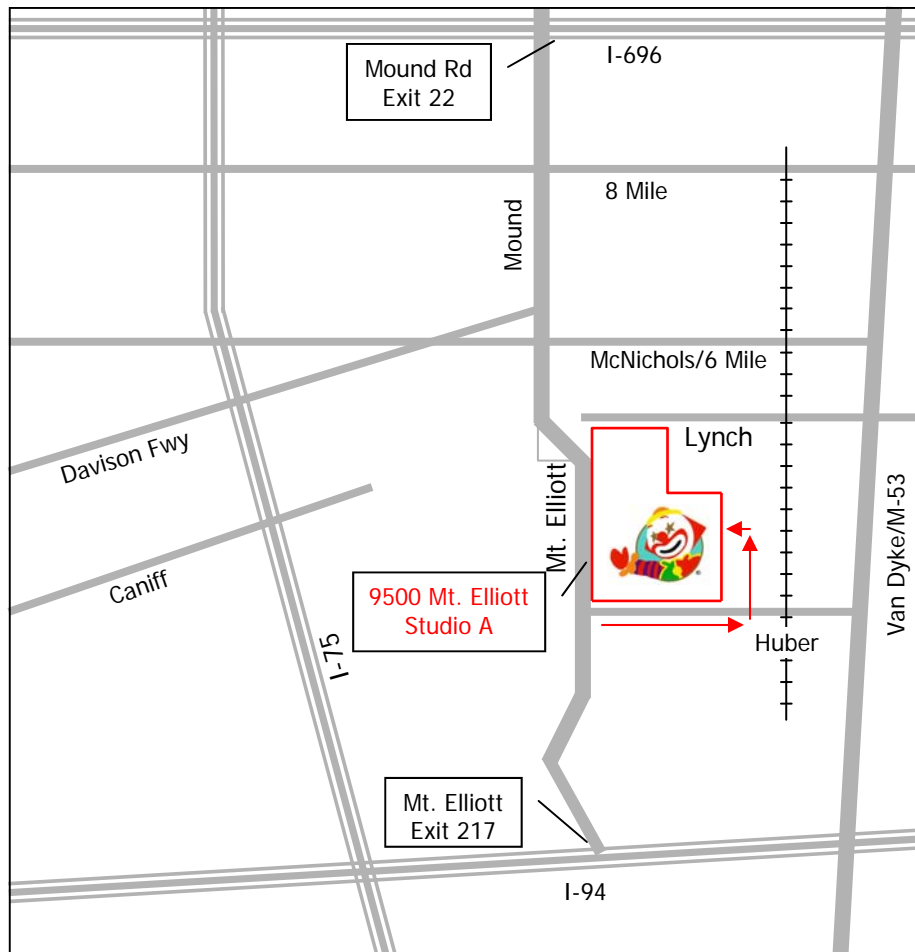 Mound Rd
Exit 22
I-696
8 Mile
Mound
McNichols/6 Mile
Davison Fwy
Lynch
Mt. Elliott
Van Dyke/M-53
Caniff
9500 Mt. Elliott
Studio A
Huber
I-75
Mt. Elliott
Exit 217
I-94